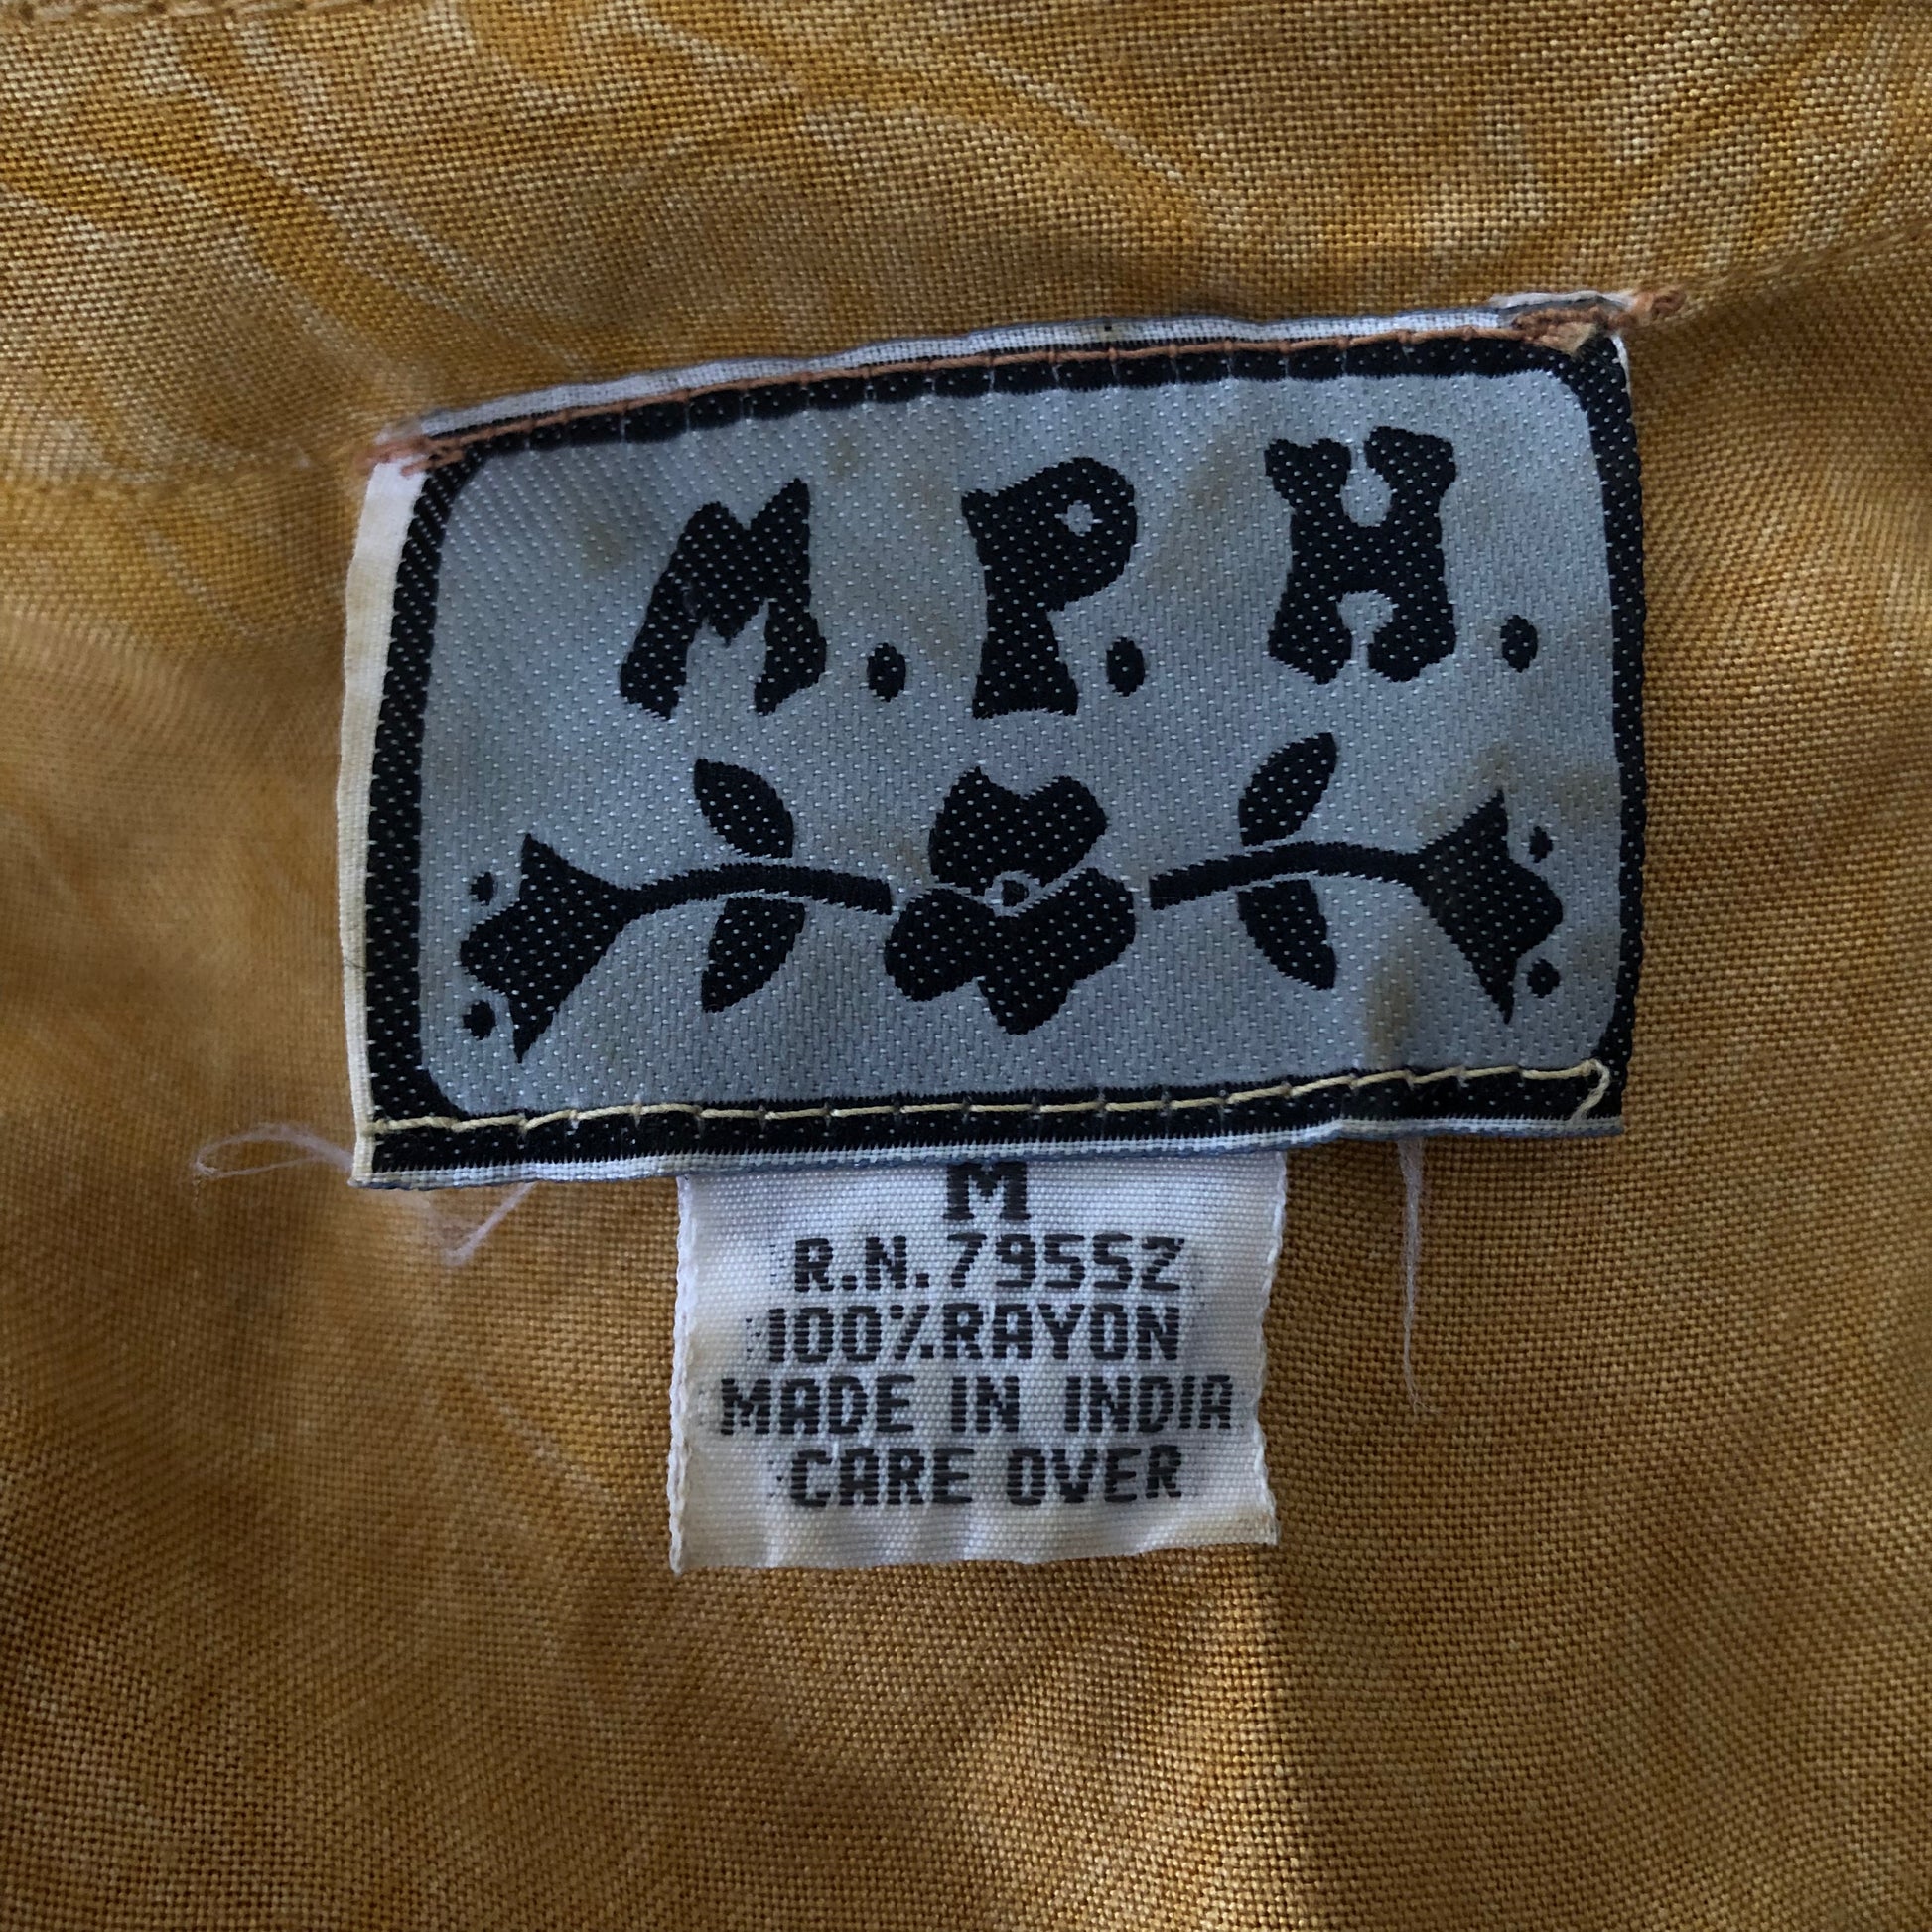 M.P.H.
M
R.N.79552
100%RAYON
MADE IN INDIA
CARE OVER